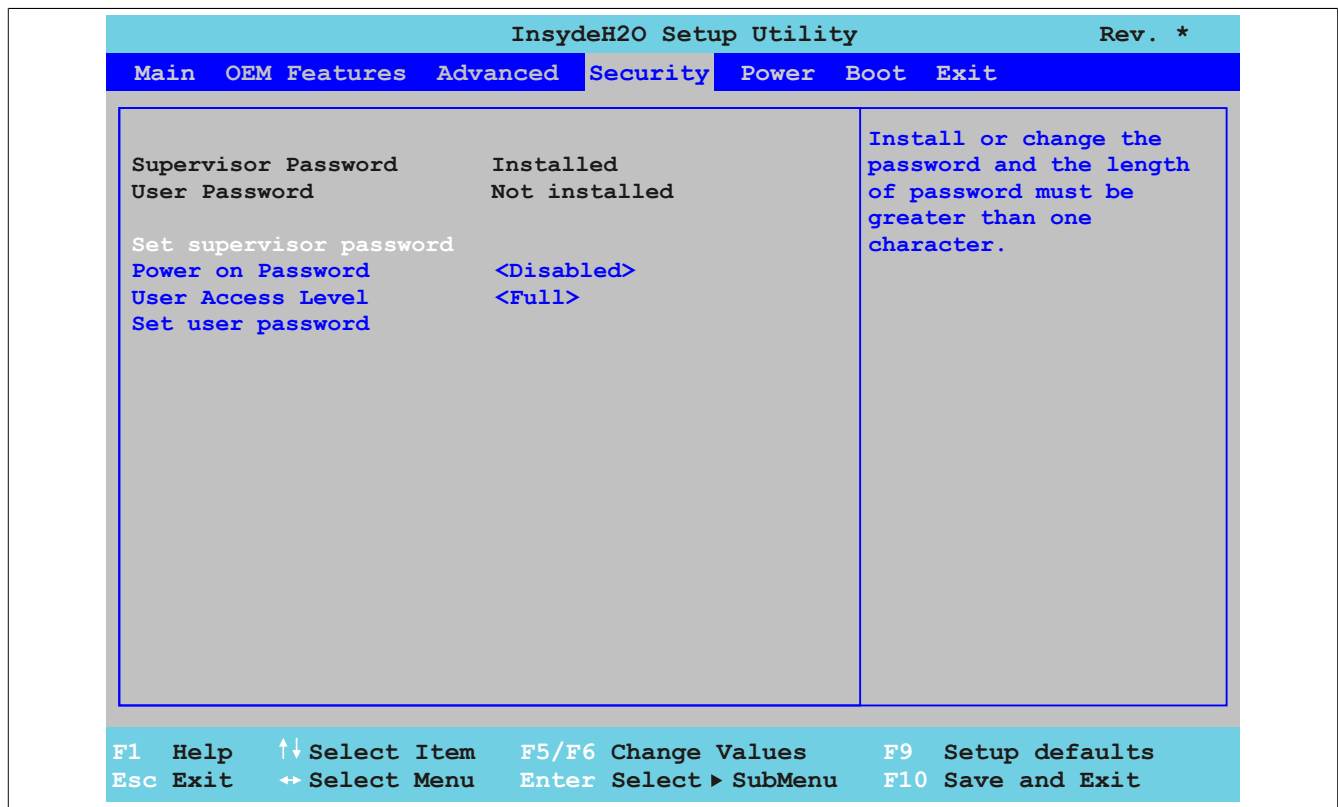 InsydeH2O Setup Utility Rev. *
Main OEM Features Advanced Security Power Boot Exit
Supervisor Password Installed
User Password Not installed
Set supervisor password
Power on Password <Disabled>
User Access Level <Full>
Set user password
Install or change the
password and the length
of password must be
greater than one
character.
F1 Help ↑↓ Select Item F5/F6 Change Values F9 Setup defaults
Esc Exit ↔ Select Menu Enter Select ▶ SubMenu F10 Save and Exit